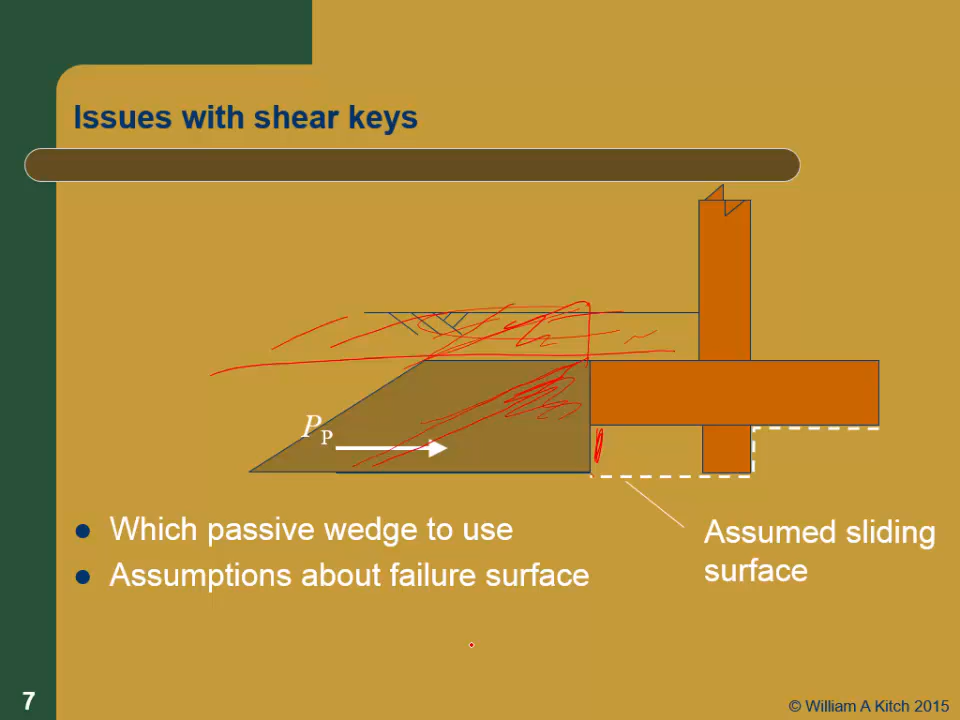 Issues with shear keys
PP
Which passive wedge to use
Assumptions about failure surface
Assumed sliding
surface
7
© William A Kitch 2015